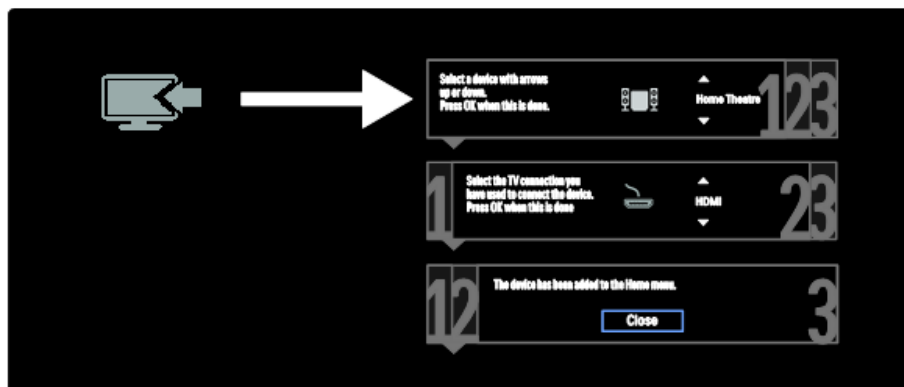 Select a device with arrows
up or down.
Press OK when this is done.
Home Theatre
123
1
Select the TV connection you
have used to connect the device.
Press OK when this is done
HDMI
23
12
The device has been added to the Home menu.
Close
3